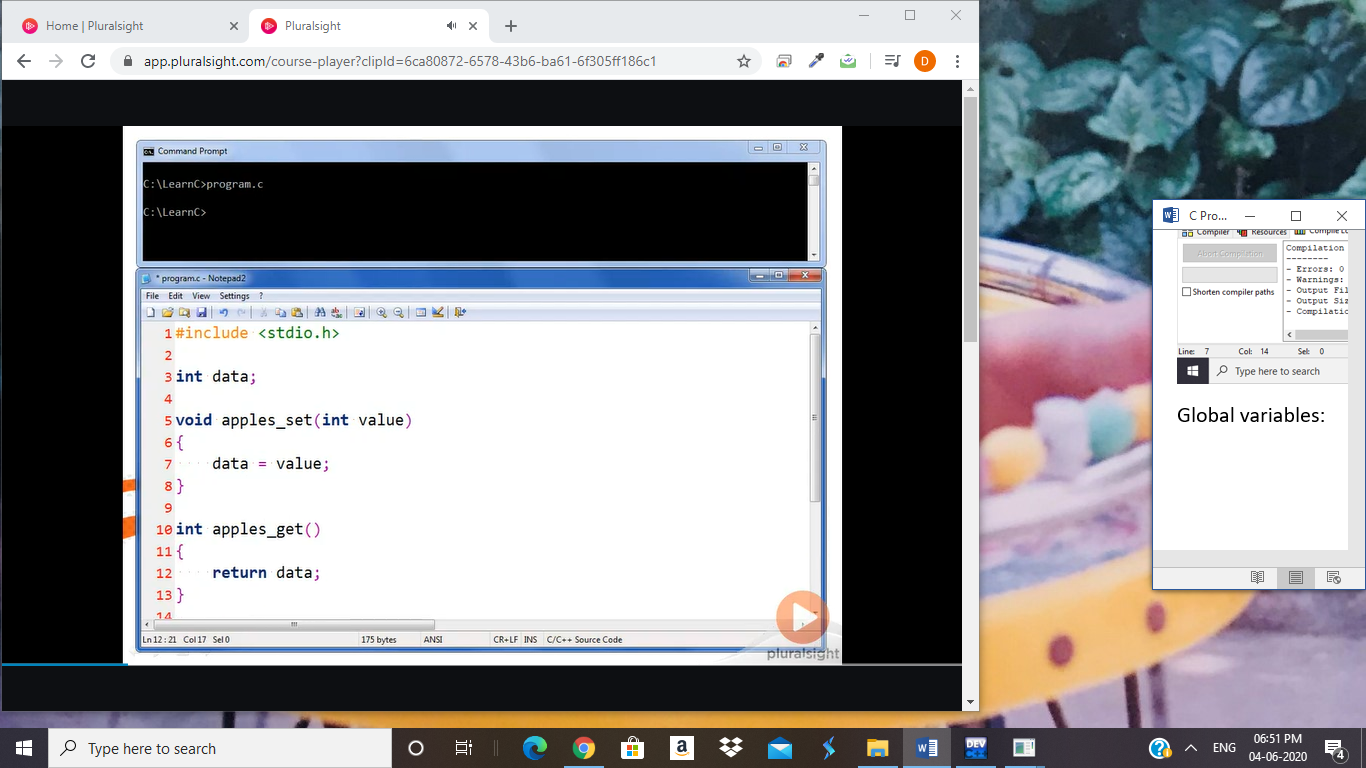 Home | Pluralsight
Pluralsight
app.pluralsight.com/course-player?clipId=6ca80872-6578-43b6-ba61-6f305ff186c1
D
Command Prompt
C:\LearnC>program.c
C:\LearnC>
* program.c - Notepad2
File Edit View Settings ?
1 #include <stdio.h>
2
3 int data;
4
5 void apples_set(int value)
6 {
7 data = value;
8 }
9
10 int apples_get()
11 {
12 return data;
13 }
14
Ln 12 : 21 Col 17 Sel 0 175 bytes ANSI CR+LF INS C/C++ Source Code
pluralsight
C Pro...
Compiler Resources
Abort Compilation
Shorten compiler paths
Compilation
--------
- Errors: 0
- Warnings:
- Output Fil
- Output Siz
- Compilatio
Line: 7 Col: 14 Sel: 0
Type here to search
Global variables:
Type here to search
DEV
ENG
06:51 PM
04-06-2020
4